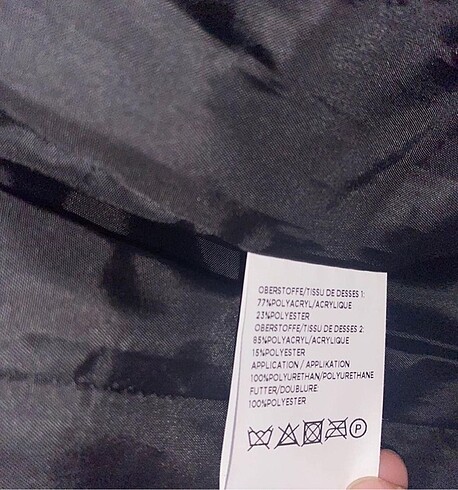 OBERSTOFFE/TISSU DE DESSES 1:
77%POLYACRYL/ACRYLIQUE
23%POLYESTER
OBERSTOFFE/TISSU DE DESSES 2:
85%POLYACRYL/ACRYLIQUE
15%POLYESTER
APPLICATION / APPLIKATION
100%POLYURETHAN/POLYURETHANE
FUTTER/DOUBLURE:
100%POLYESTER
P